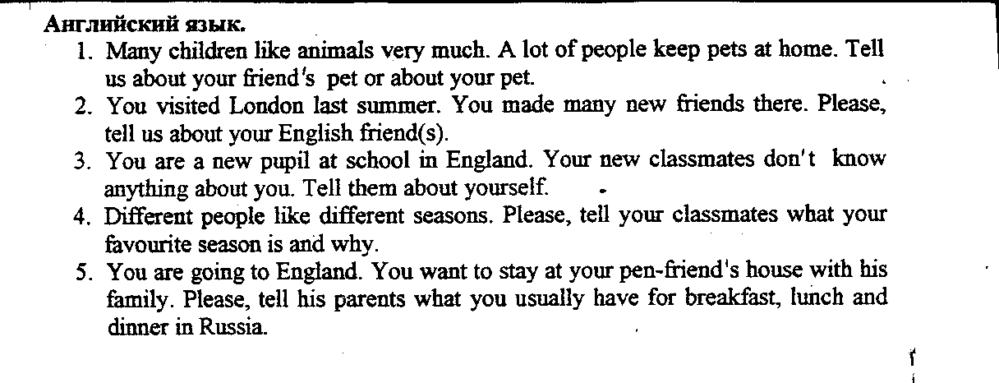 Английский язык.
1. Many children like animals very much. A lot of people keep pets at home. Tell
us about your friend's pet or about your pet.
2. You visited London last summer. You made many new friends there. Please,
tell us about your English friend(s).
3. You are a new pupil at school in England. Your new classmates don't know
anything about you. Tell them about yourself.
4. Different people like different seasons. Please, tell your classmates what your
favourite season is and why.
5. You are going to England. You want to stay at your pen-friend's house with his
family. Please, tell his parents what you usually have for breakfast, lunch and
dinner in Russia.